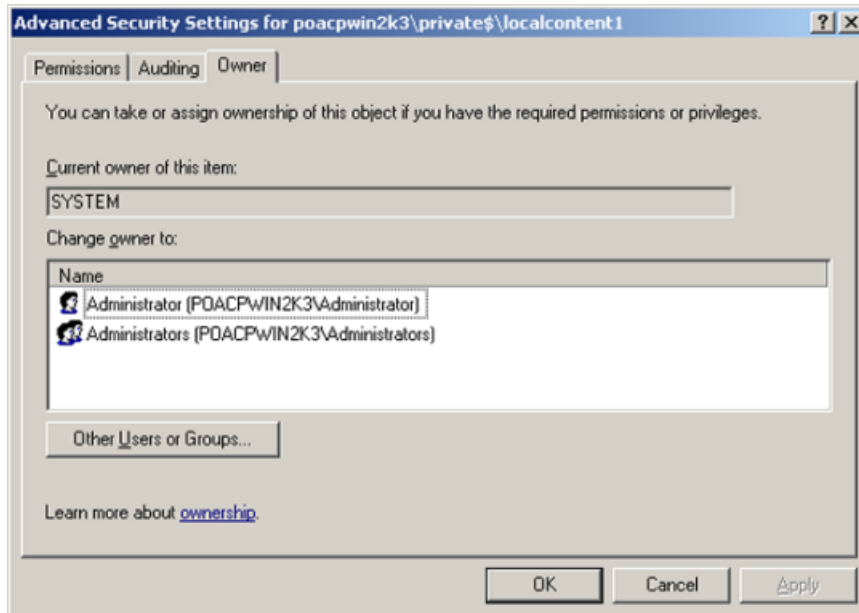 Advanced Security Settings for poacpwin2k3\private$\localcontent1
Permissions Auditing Owner
You can take or assign ownership of this object if you have the required permissions or privileges.
Current owner of this item:
SYSTEM
Change owner to:
Name
Administrator (POACPWIN2K3\Administrator)
Administrators (POACPWIN2K3\Administrators)
Other Users or Groups...
Learn more about ownership.
OK Cancel Apply